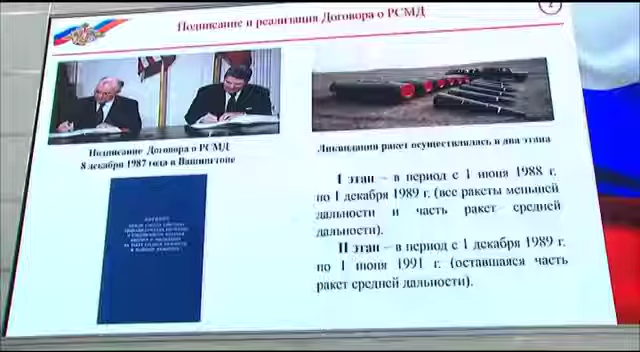 Подписание и реализация Договора о РСМД
2
Подписание Договора о РСМД
8 декабря 1987 года в Вашингтоне
Ликвидация ракет осуществлялась в два этапа
I этап – в период с 1 июня 1988 г.
по 1 декабря 1989 г. (все ракеты меньшей
дальности и часть ракет средней
дальности).
II этап – в период с 1 декабря 1989 г.
по 1 июня 1991 г. (оставшаяся часть
ракет средней дальности).
ДОГОВОР